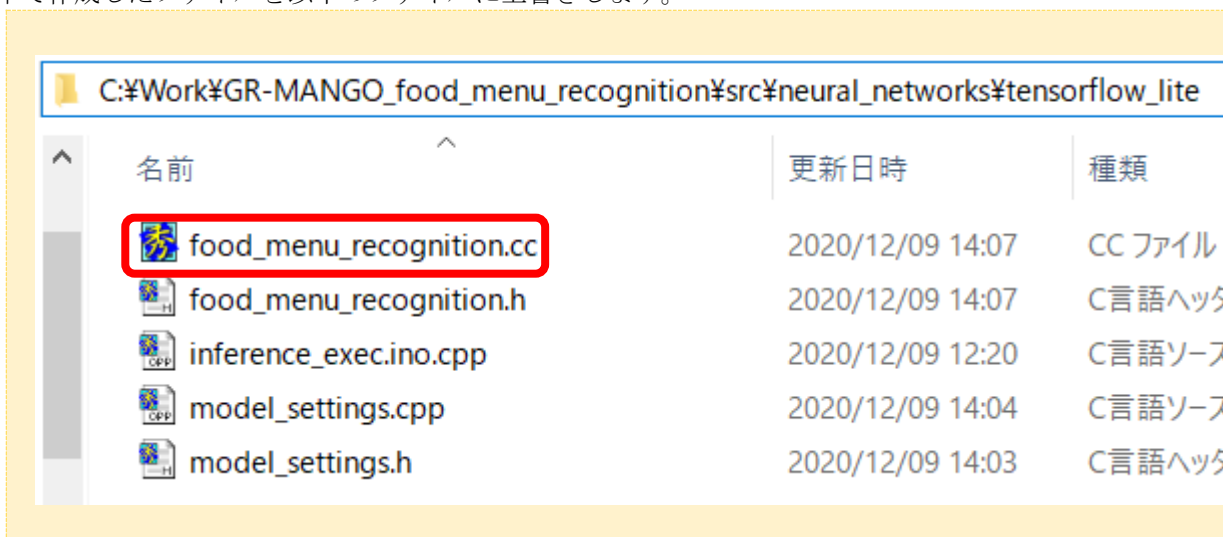 C:¥Work¥GR-MANGO_food_menu_recognition¥src¥neural_networks¥tensorflow_lite
名前 更新日時 種類
food_menu_recognition.cc 2020/12/09 14:07 CC ファイル
food_menu_recognition.h 2020/12/09 14:07 C言語ヘッダ
inference_exec.ino.cpp 2020/12/09 12:20 C言語ソース
model_settings.cpp 2020/12/09 14:04 C言語ソース
model_settings.h 2020/12/09 14:03 C言語ヘッダ